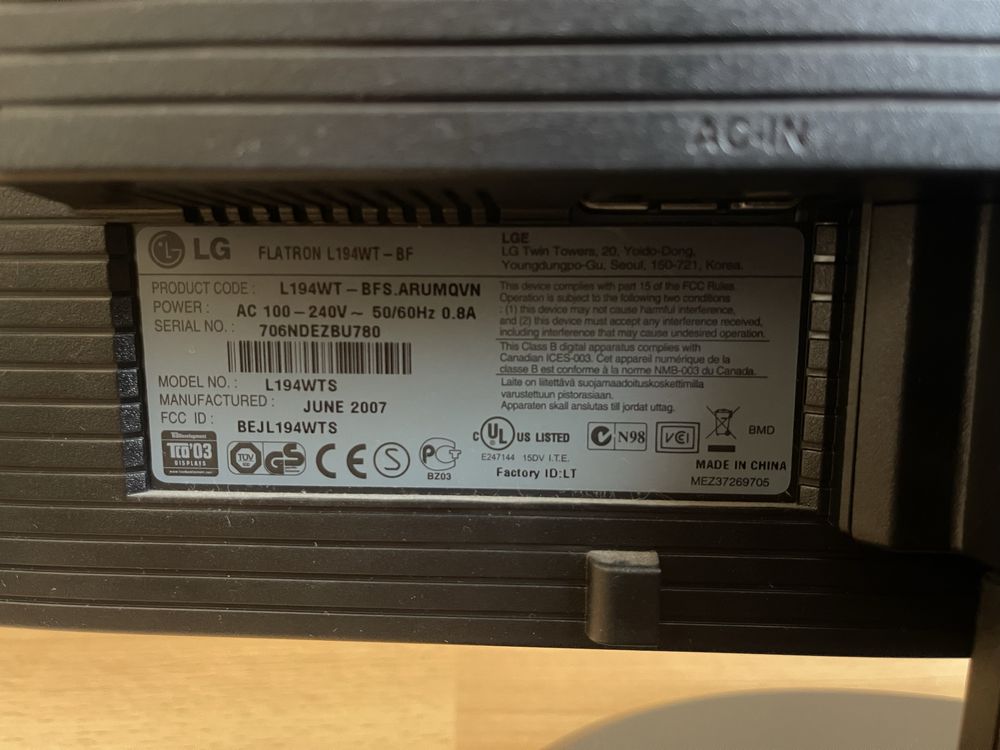 AC-IN
LG FLATRON L194WT-BF
PRODUCT CODE : L194WT-BFS.ARUMQVN
POWER : AC 100-240V~ 50/60Hz 0.8A
SERIAL NO. : 706NDEZBU780
MODEL NO. : L194WTS
MANUFACTURED : JUNE 2007
FCC ID : BEJL194WTS
TCO Development
TCO'03
DISPLAYS
TÜV
GS
CE
S
PCT
BZ03
LGE
LG Twin Towers, 20, Yoido-Dong,
Youngdungpo-Gu, Seoul, 150-721, Korea.
This device complies with part 15 of the FCC Rules
Operation is subject to the following two conditions
: (1) this device may not cause harmful interference,
and (2) this device must accept any interference received,
including interference that may cause undesired operation.
This Class B digital apparatus complies with
Canadian ICES-003. Cet appareil numérique de la
classe B est conforme à la norme NMB-003 du Canada.
Laite on liitettävä suojamaadoituskoskettimilla
varustettuun pistorasiaan.
Apparaten skall anslutas till jordat uttag.
C UL US LISTED
E247144 15DV I.T.E.
Factory ID:LT
N98
VCI
BMD
MADE IN CHINA
MEZ37269705